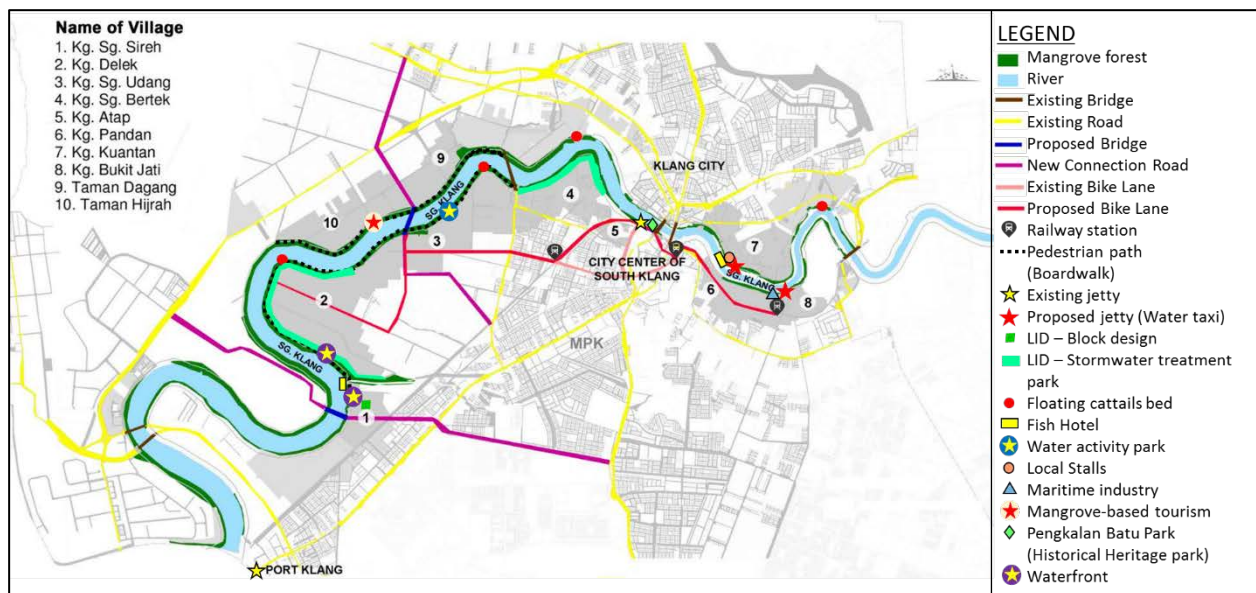 Name of Village
1. Kg. Sg. Sireh
2. Kg. Delek
3. Kg. Sg. Udang
4. Kg. Sg. Bertek
5. Kg. Atap
6. Kg. Pandan
7. Kg. Kuantan
8. Kg. Bukit Jati
9. Taman Dagang
10. Taman Hijrah
9
KLANG CITY
4
10
SG. KLANG
3
5
7
CITY CENTER OF
SOUTH KLANG
SG. KLANG
2
6
8
MPK
SG. KLANG
1
PORT KLANG
LEGEND
Mangrove forest
River
Existing Bridge
Existing Road
Proposed Bridge
New Connection Road
Existing Bike Lane
Proposed Bike Lane
Railway station
Pedestrian path
(Boardwalk)
Existing jetty
Proposed jetty (Water taxi)
LID – Block design
LID – Stormwater treatment
park
Floating cattails bed
Fish Hotel
Water activity park
Local Stalls
Maritime industry
Mangrove-based tourism
Pengkalan Batu Park
(Historical Heritage park)
Waterfront